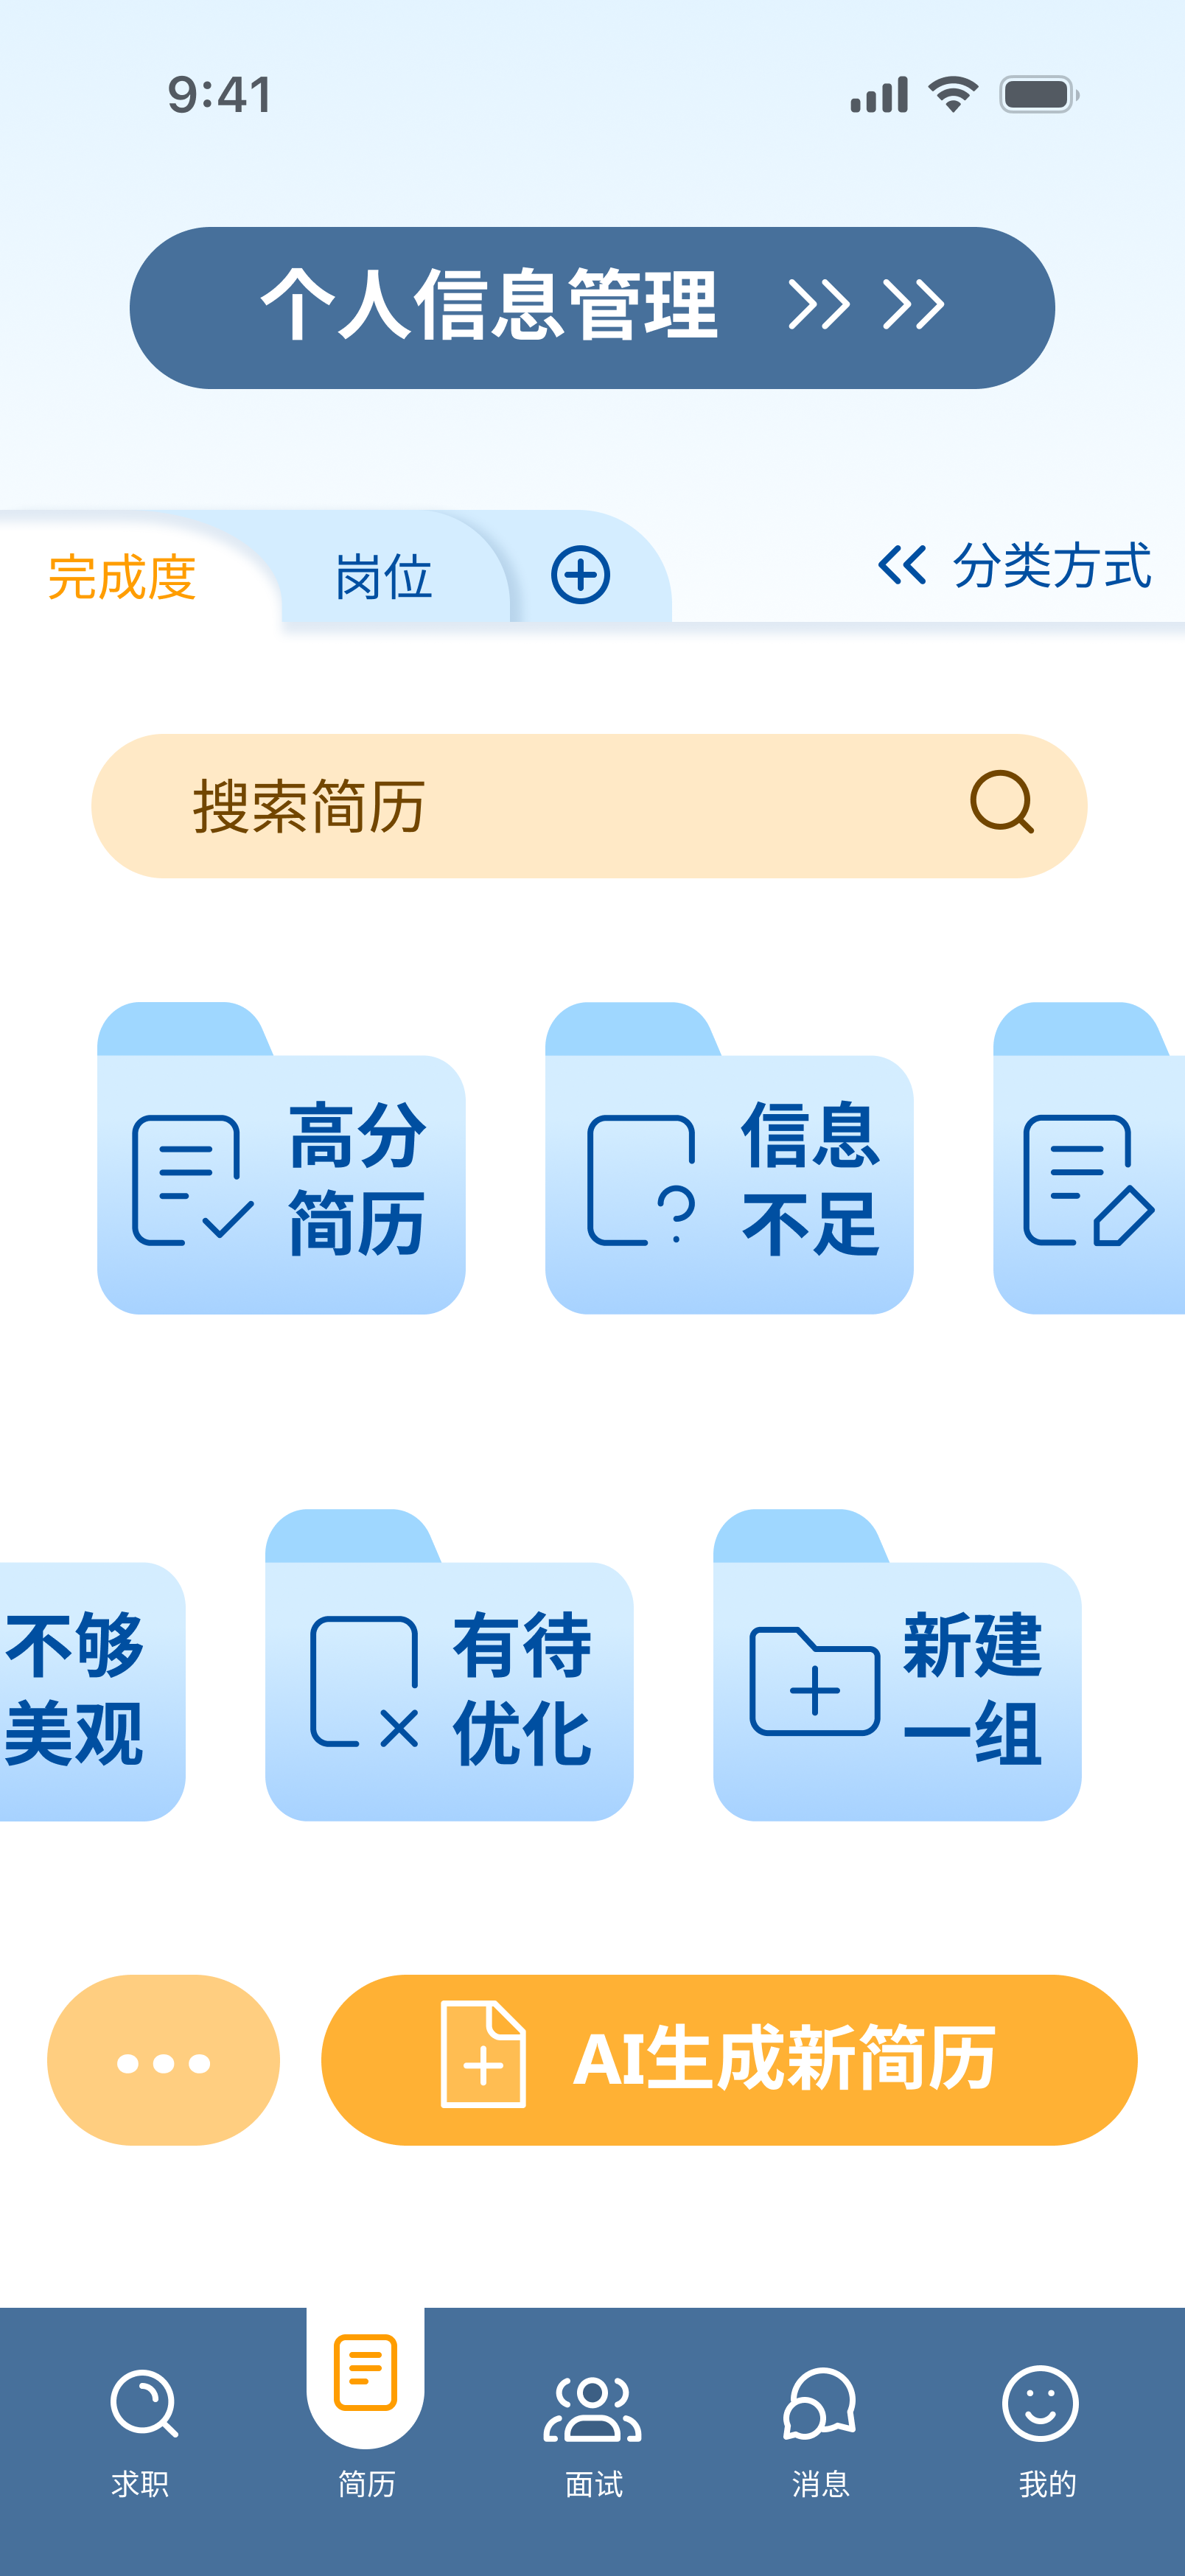 9:41
个人信息管理
完成度
岗位
分类方式
搜索简历
高分
简历
信息
不足
不够
美观
有待
优化
新建
一组
AI生成新简历
求职
简历
面试
消息
我的